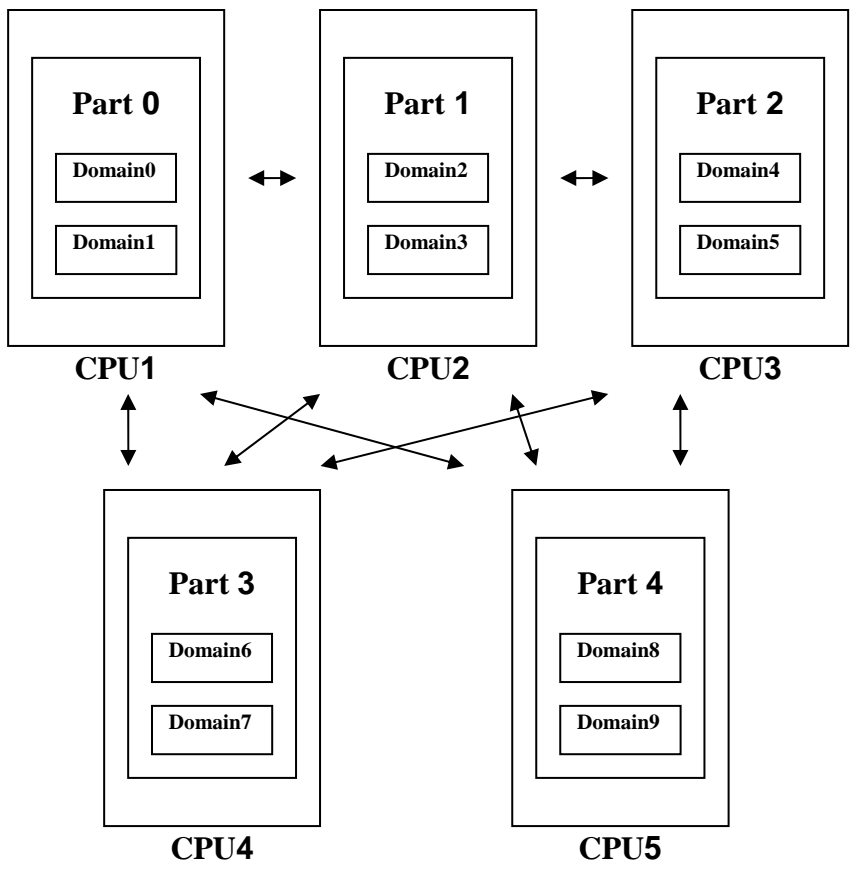 Part 0
Domain0
Domain1
CPU1
Part 1
Domain2
Domain3
CPU2
Part 2
Domain4
Domain5
CPU3
Part 3
Domain6
Domain7
CPU4
Part 4
Domain8
Domain9
CPU5